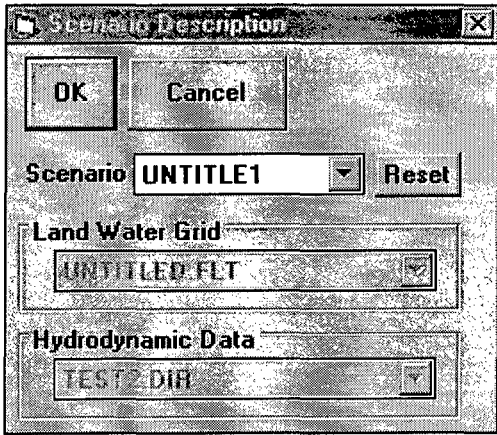 Scenario Description
OK Cancel
Scenario UNTITLE1 Reset
Land Water Grid
UNTITLED.FLT
Hydrodynamic Data
TEST2.DIR